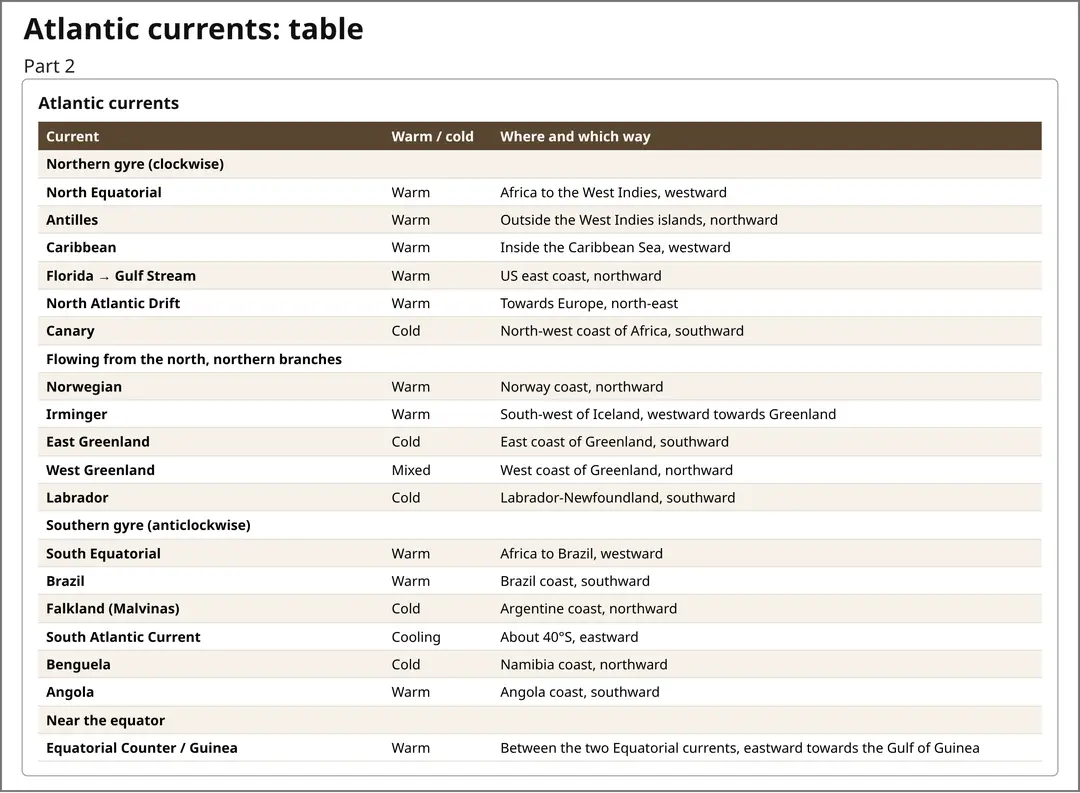 Atlantic currents: table
Part 2
Atlantic currents
Current Warm / cold Where and which way
Northern gyre (clockwise)
North Equatorial Warm Africa to the West Indies, westward
Antilles Warm Outside the West Indies islands, northward
Caribbean Warm Inside the Caribbean Sea, westward
Florida → Gulf Stream Warm US east coast, northward
North Atlantic Drift Warm Towards Europe, north-east
Canary Cold North-west coast of Africa, southward
Flowing from the north, northern branches
Norwegian Warm Norway coast, northward
Irminger Warm South-west of Iceland, westward towards Greenland
East Greenland Cold East coast of Greenland, southward
West Greenland Mixed West coast of Greenland, northward
Labrador Cold Labrador-Newfoundland, southward
Southern gyre (anticlockwise)
South Equatorial Warm Africa to Brazil, westward
Brazil Warm Brazil coast, southward
Falkland (Malvinas) Cold Argentine coast, northward
South Atlantic Current Cooling About 40°S, eastward
Benguela Cold Namibia coast, northward
Angola Warm Angola coast, southward
Near the equator
Equatorial Counter / Guinea Warm Between the two Equatorial currents, eastward towards the Gulf of Guinea